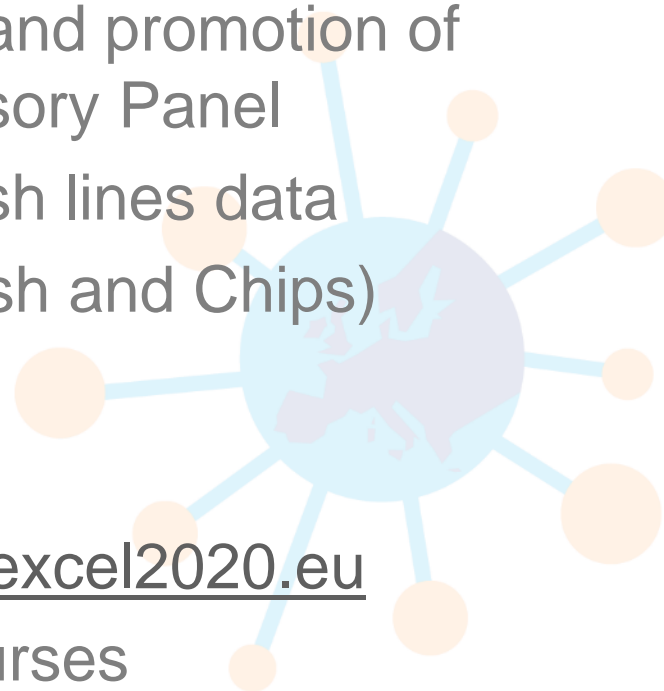 and promotion of
sory Panel
sh lines data
sh and Chips)
excel2020.eu
urses